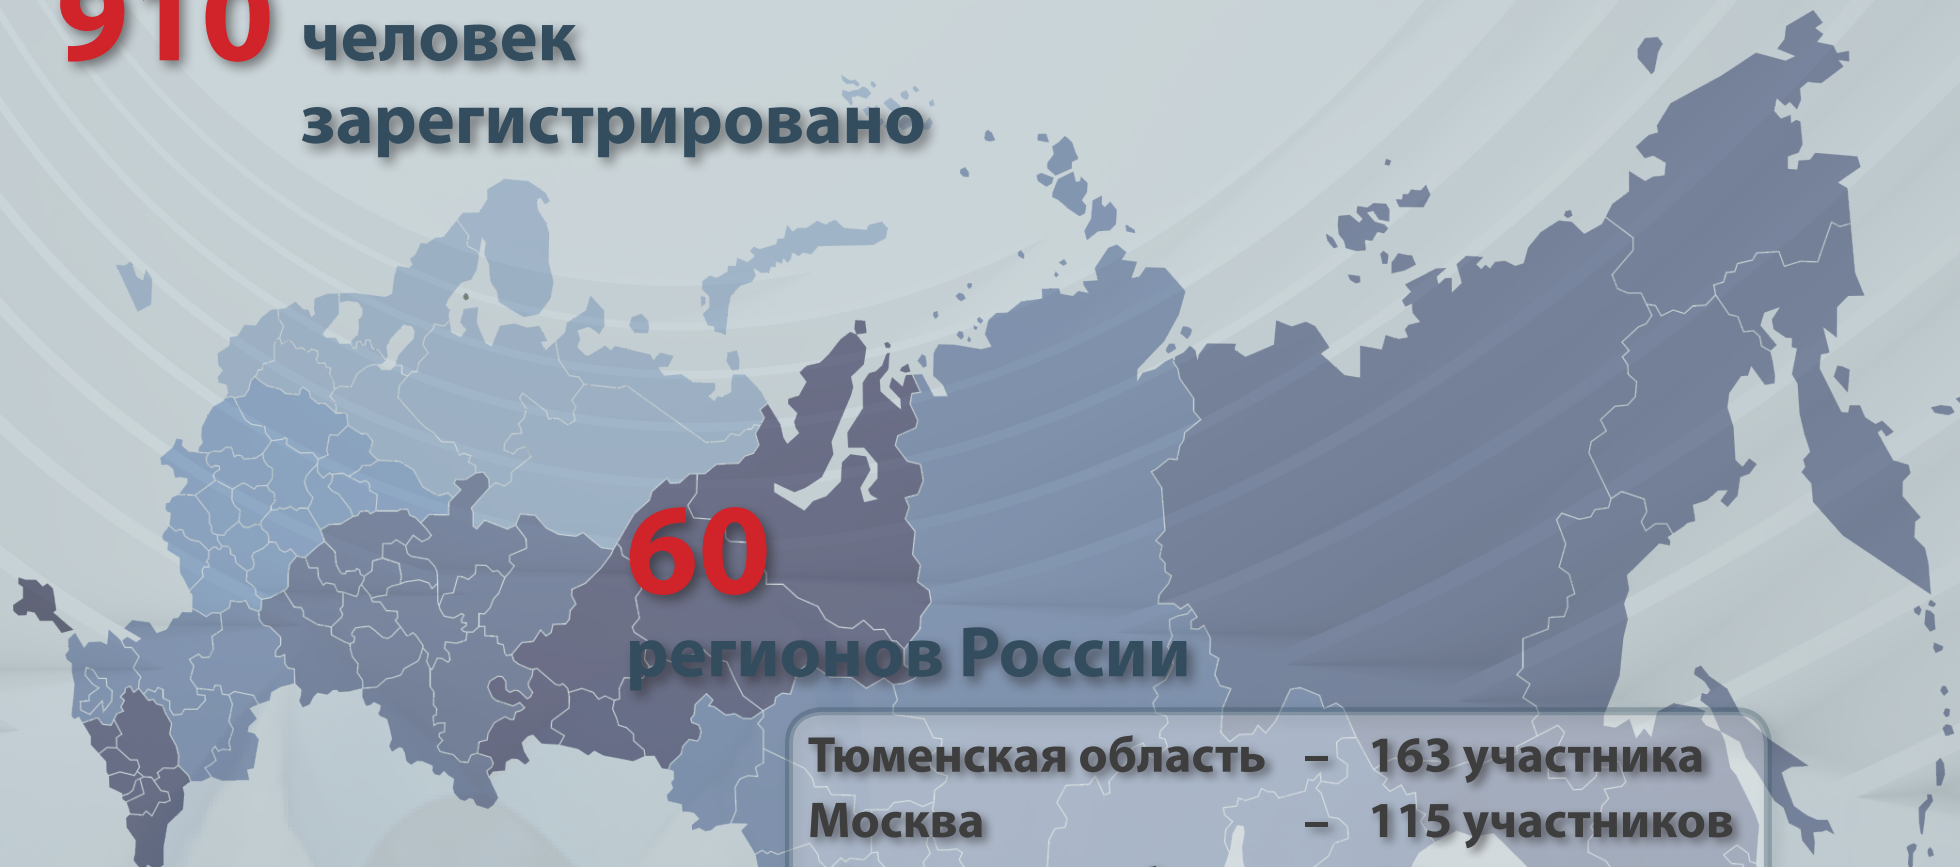 910 человек
зарегистрировано
60
регионов России
Тюменская область – 163 участника
Москва – 115 участников